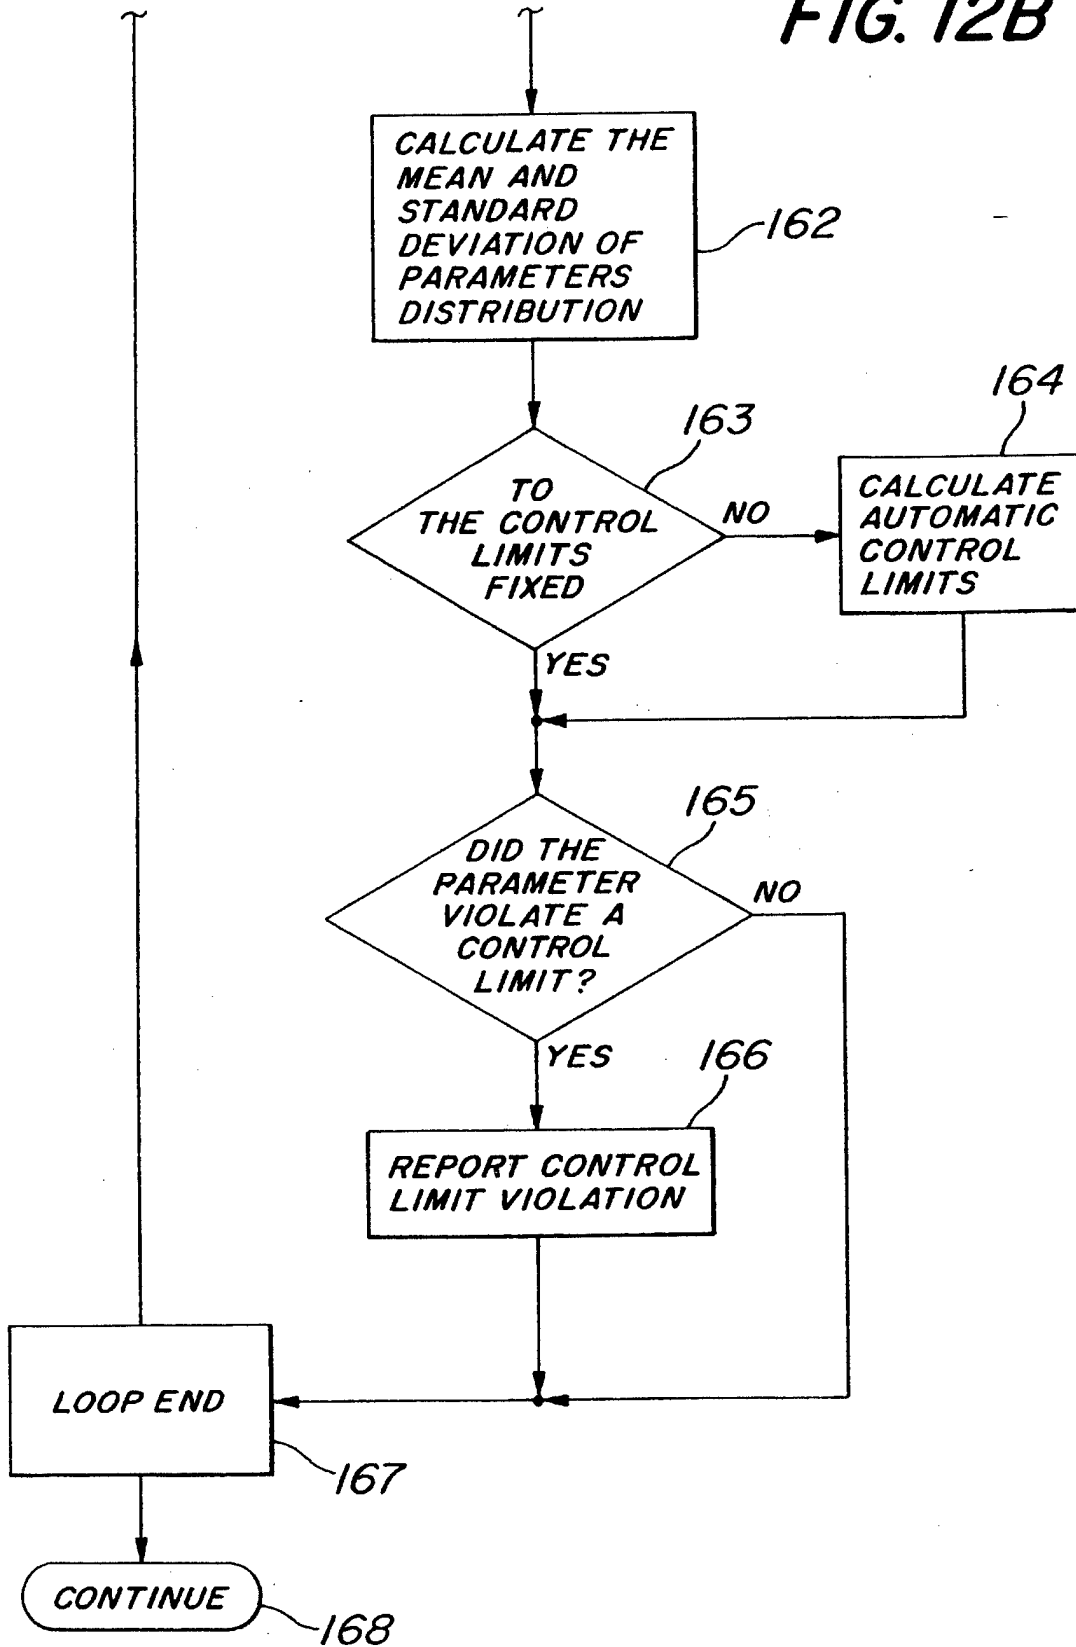 FIG. 12B
CALCULATE THE
MEAN AND
STANDARD
DEVIATION OF
PARAMETERS
DISTRIBUTION
162
163
TO
THE CONTROL
LIMITS
FIXED
NO
164
CALCULATE
AUTOMATIC
CONTROL
LIMITS
YES
165
DID THE
PARAMETER
VIOLATE A
CONTROL
LIMIT?
NO
YES
166
REPORT CONTROL
LIMIT VIOLATION
LOOP END
167
CONTINUE
168